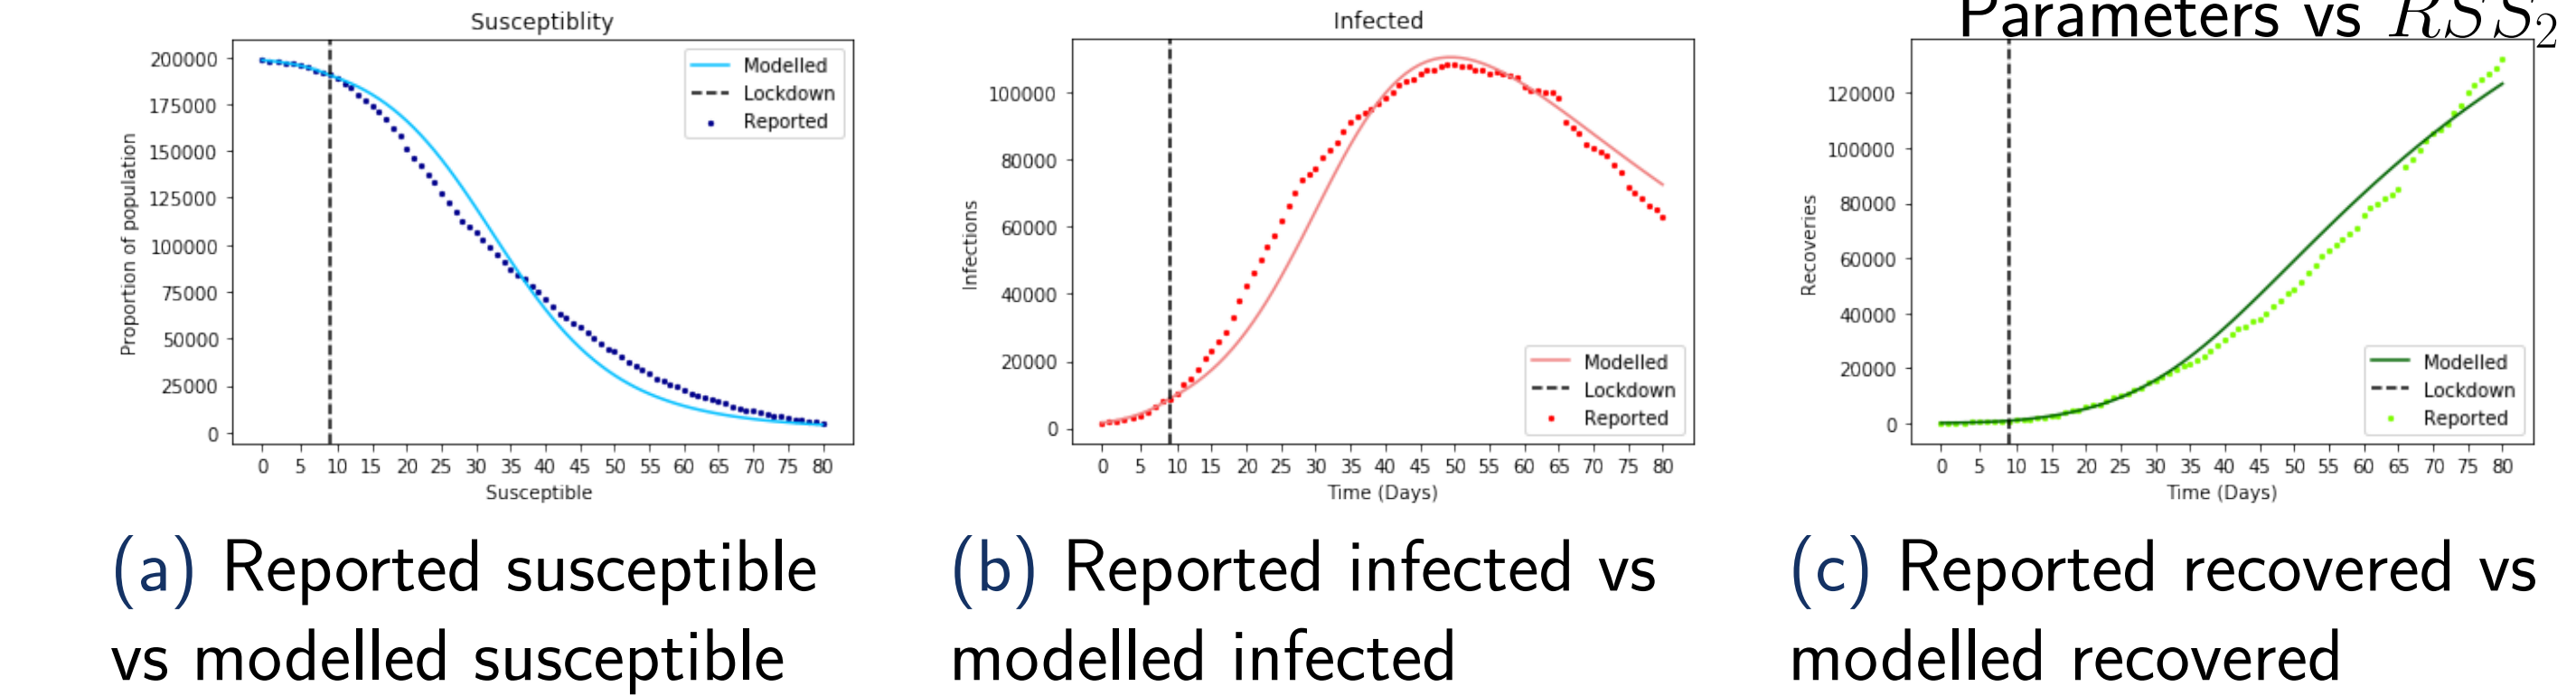 Parameters vs RSS₂
Susceptiblity
200000
175000
150000
125000
100000
75000
50000
25000
0
Proportion of population
Modelled
Lockdown
Reported
0 5 10 15 20 25 30 35 40 45 50 55 60 65 70 75 80
Susceptible
(a) Reported susceptible
vs modelled susceptible
Infected
100000
80000
60000
40000
20000
0
Infections
Modelled
Lockdown
Reported
0 5 10 15 20 25 30 35 40 45 50 55 60 65 70 75 80
Time (Days)
(b) Reported infected vs
modelled infected
120000
100000
80000
60000
40000
20000
0
Recoveries
Modelled
Lockdown
Reported
0 5 10 15 20 25 30 35 40 45 50 55 60 65 70 75 80
Time (Days)
(c) Reported recovered vs
modelled recovered